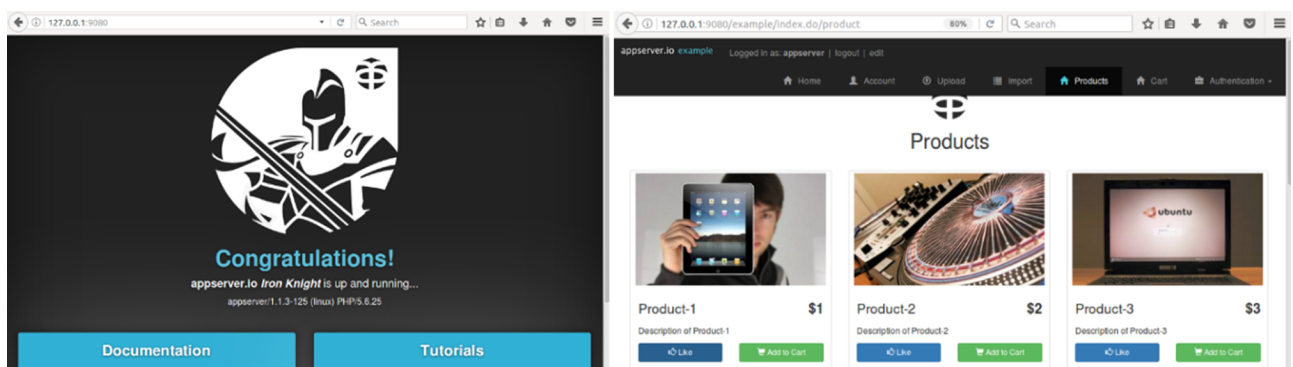 127.0.0.1:9080
Search
Congratulations!
appserver.io Iron Knight is up and running...
appserver/1.1.3-125 (linux) PHP/5.6.25
Documentation
Tutorials
127.0.0.1:9080/example/index.do/product
80%
Search
appserver.io example
Logged in as: appserver | logout | edit
Home
Account
Upload
Import
Products
Cart
Authentication
Products
ubuntu
Product-1 $1
Description of Product-1
Like
Add to Cart
Product-2 $2
Description of Product-2
Like
Add to Cart
Product-3 $3
Description of Product-3
Like
Add to Cart